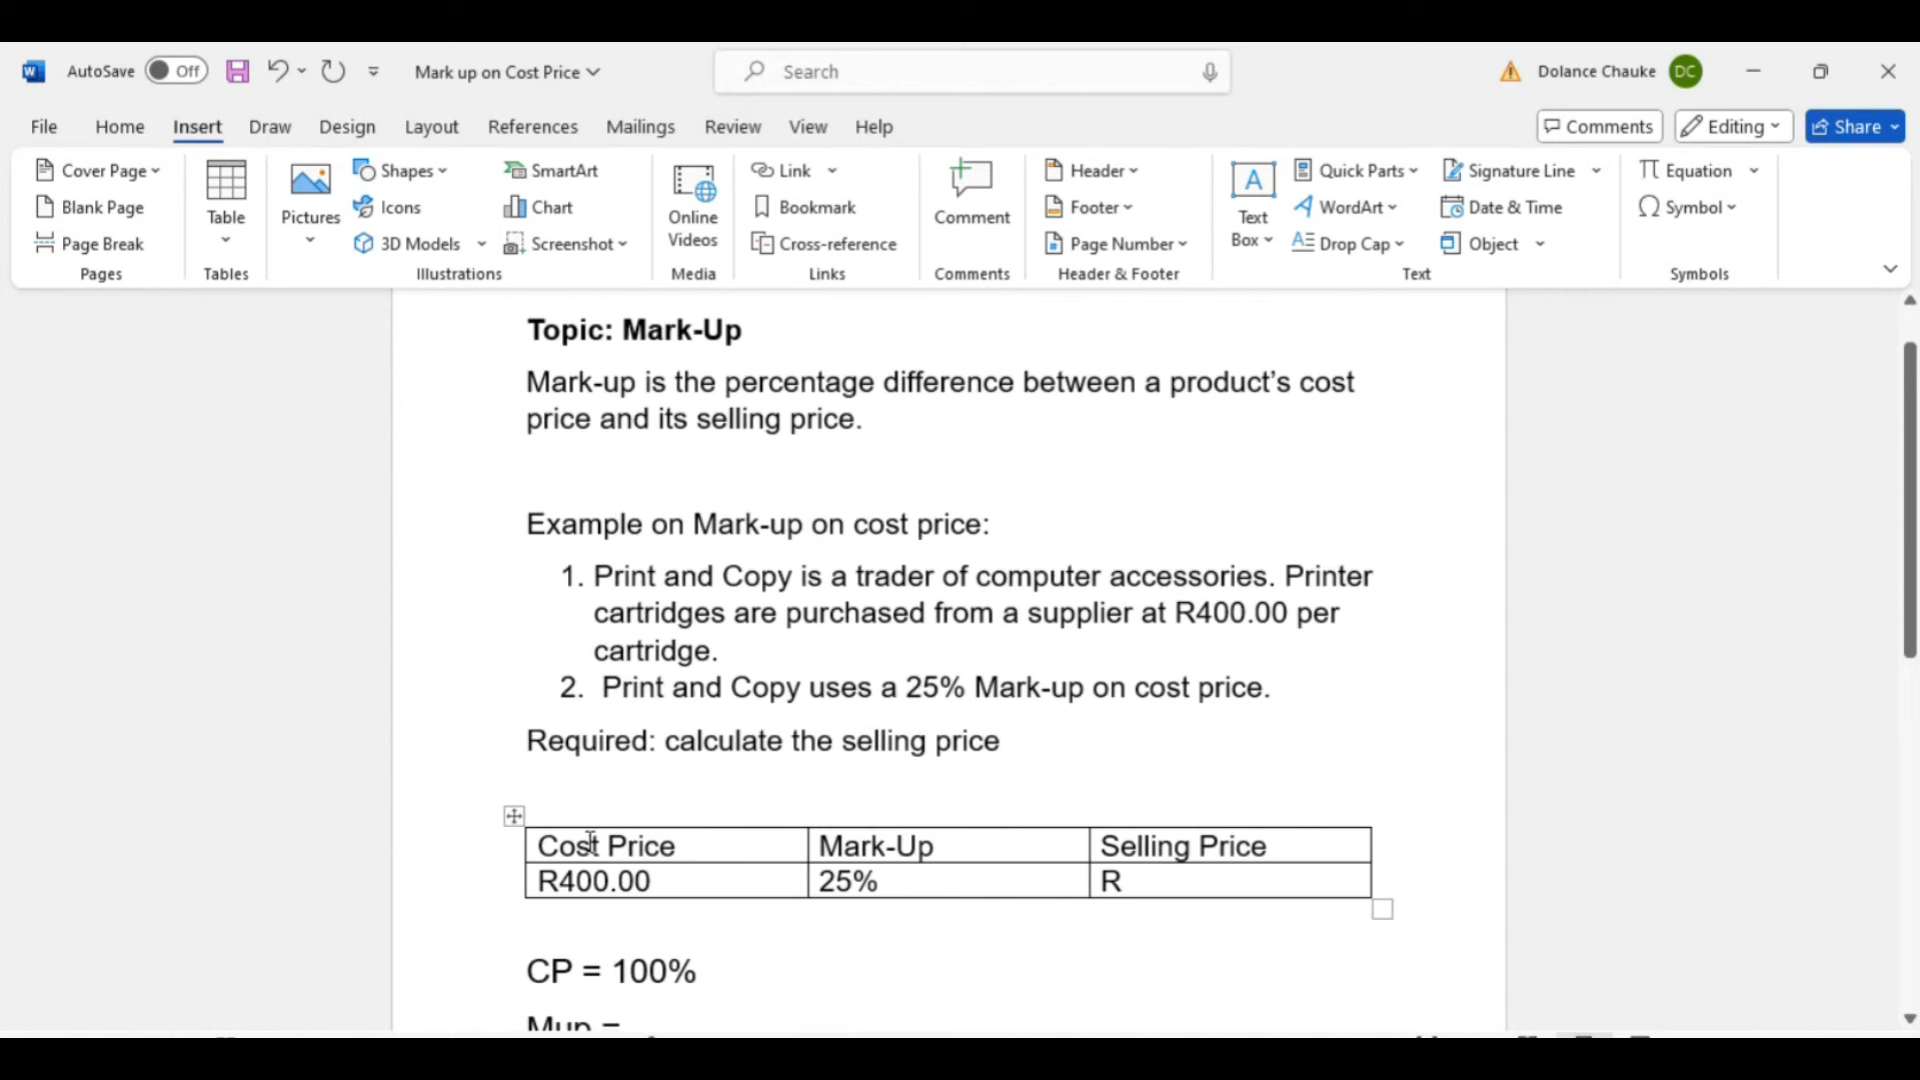 AutoSave Off Mark up on Cost Price Search Dolance Chauke DC
File Home Insert Draw Design Layout References Mailings Review View Help Comments Editing Share
Cover Page
Blank Page
Page Break
Pages
Table
Tables
Pictures
Shapes
Icons
3D Models
SmartArt
Chart
Screenshot
Illustrations
Online
Videos
Media
Link
Bookmark
Cross-reference
Links
Comment
Comments
Header
Footer
Page Number
Header & Footer
Text
Box
Quick Parts
WordArt
Drop Cap
Signature Line
Date & Time
Object
Text
Equation
Symbol
Symbols
Topic: Mark-Up
Mark-up is the percentage difference between a product's cost
price and its selling price.
Example on Mark-up on cost price:
1. Print and Copy is a trader of computer accessories. Printer
cartridges are purchased from a supplier at R400.00 per
cartridge.
2. Print and Copy uses a 25% Mark-up on cost price.
Required: calculate the selling price
Cost Price Mark-Up Selling Price
R400.00 25% R
CP = 100%
Mup =